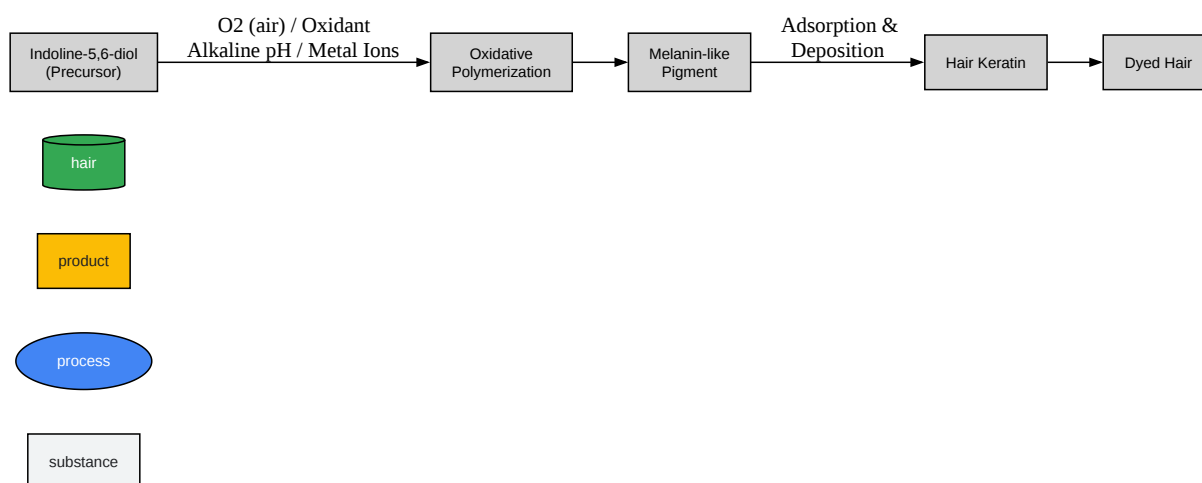 O2 (air) / Oxidant
Alkaline pH / Metal Ions
Adsorption &
Deposition
Indoline-5,6-diol
(Precursor)
Oxidative
Polymerization
Melanin-like
Pigment
Hair Keratin
Dyed Hair
hair
product
process
substance